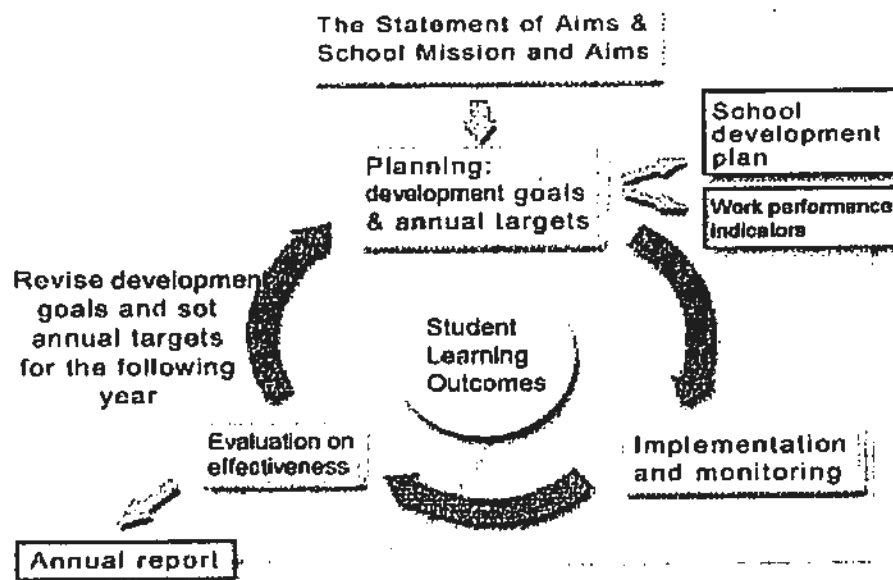 The Statement of Aims &
School Mission and Aims
School
development
plan
Planning:
development goals
& annual targets
Work performance
indicators
Revise development
goals and sot
annual targets
for the following
year
Student
Learning
Outcomes
Evaluation on
effectiveness
Implementation
and monitoring
Annual report